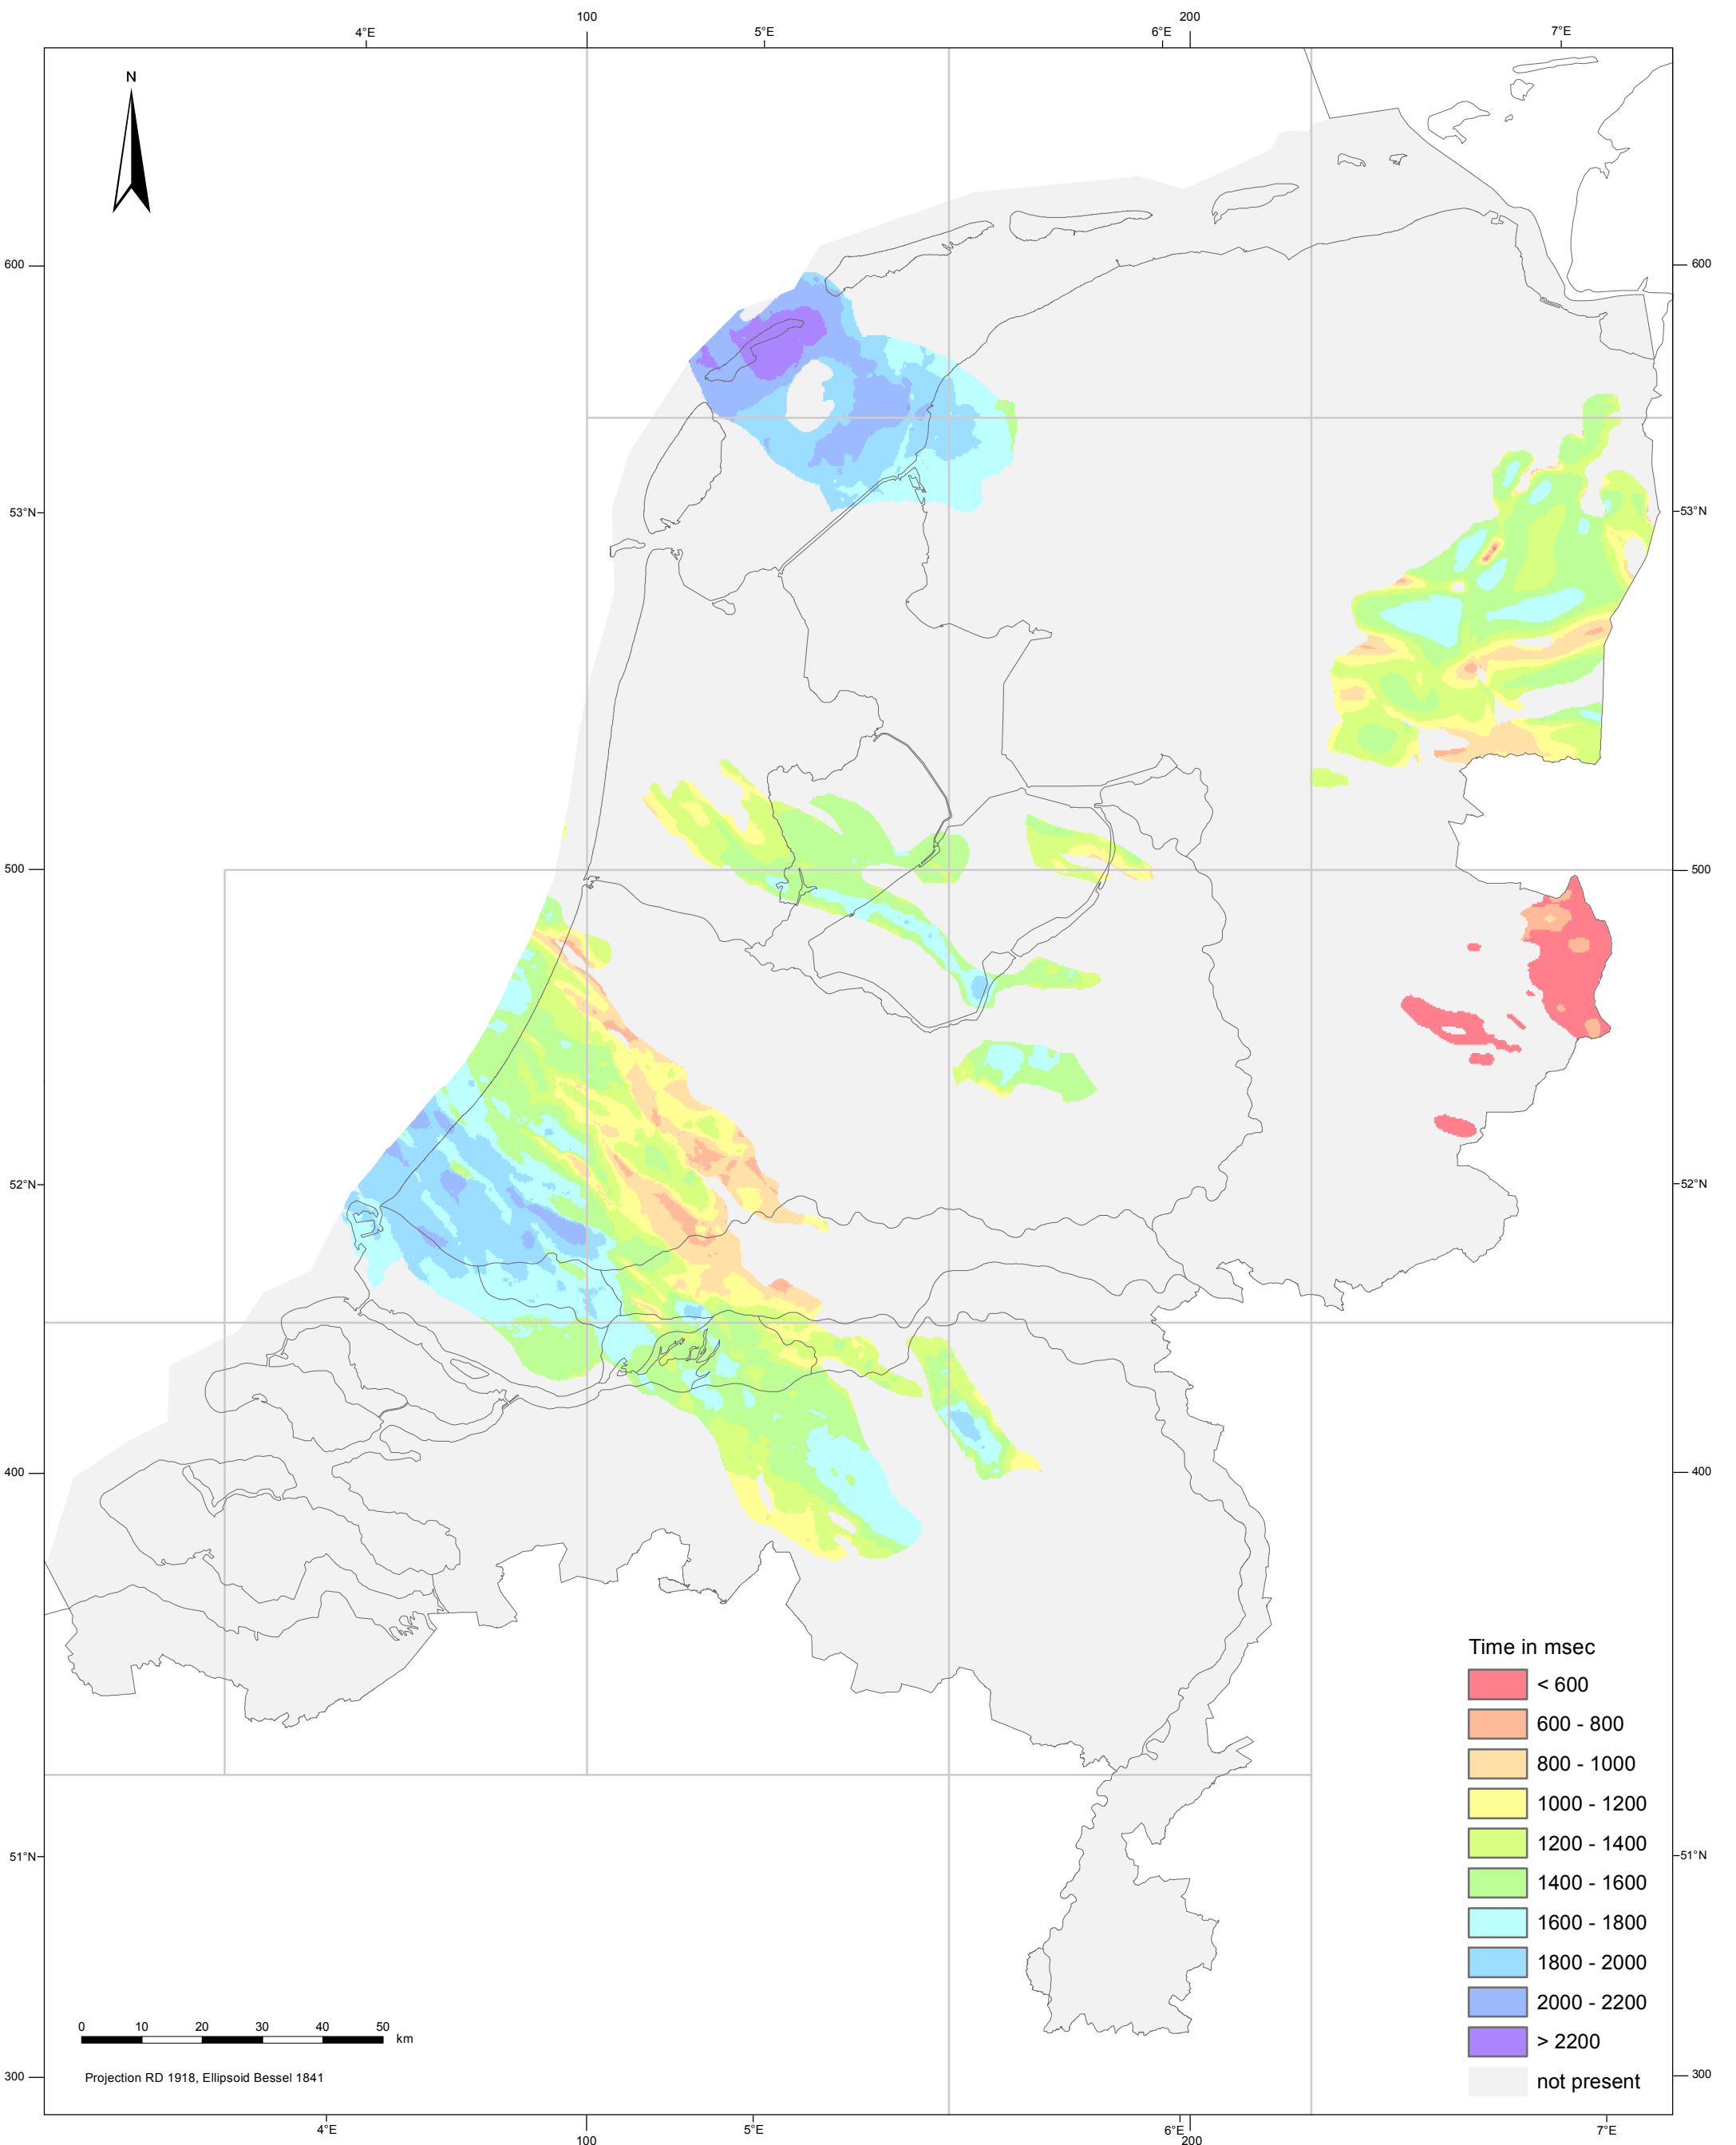 100 200
4°E 5°E 6°E 7°E
N
600 600
53°N 53°N
500 500
52°N 52°N
400 400
Time in msec
< 600
600 - 800
800 - 1000
1000 - 1200
51°N 51°N
1200 - 1400
1400 - 1600
1600 - 1800
1800 - 2000
2000 - 2200
0 10 20 30 40 50 km
> 2200
300 Projection RD 1918, Ellipsoid Bessel 1841 not present 300
4°E 5°E 6°E 7°E
100 200